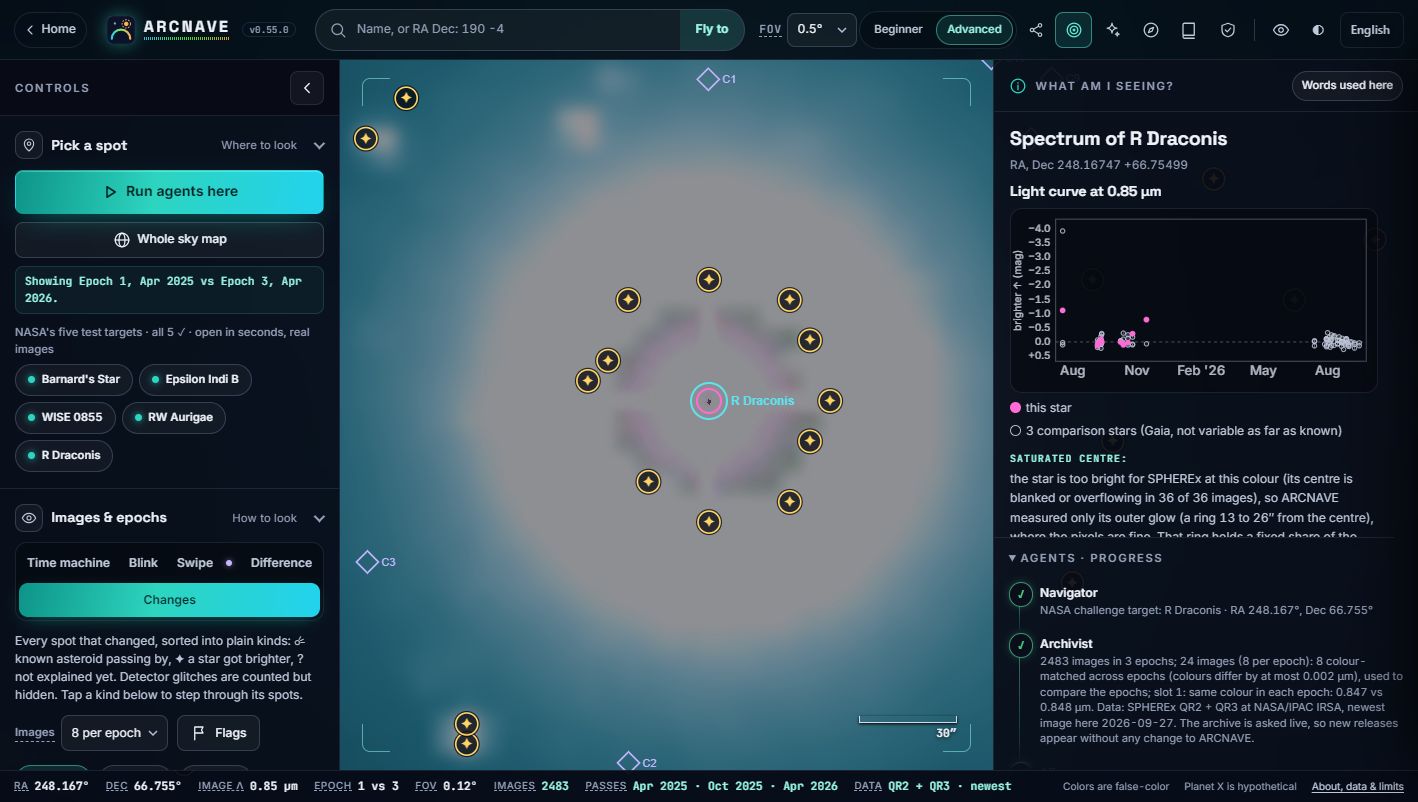 Home
ARCNAVE
v0.55.0
Name, or RA Dec: 190 -4
Fly to
FOV
0.5°
Beginner
Advanced
English
CONTROLS
Pick a spot
Where to look
Run agents here
Whole sky map
Showing Epoch 1, Apr 2025 vs Epoch 3, Apr
2026.
NASA's five test targets · all 5 ✓ · open in seconds, real
images
Barnard's Star
Epsilon Indi B
WISE 0855
RW Aurigae
R Draconis
Images & epochs
How to look
Time machine
Blink
Swipe
Difference
Changes
Every spot that changed, sorted into plain kinds: ☄
known asteroid passing by, ✦ a star got brighter, ?
not explained yet. Detector glitches are counted but
hidden. Tap a kind below to step through its spots.
Images
8 per epoch
Flags
C1
R Draconis
C3
C2
30″
WHAT AM I SEEING?
Words used here
Spectrum of R Draconis
RA, Dec 248.16747 +66.75499
Light curve at 0.85 µm
brighter ← (mag)
−4.0
−3.5
−3.0
−2.5
−2.0
−1.5
−1.0
−0.5
0.0
+0.5
Aug
Nov
Feb '26
May
Aug
this star
3 comparison stars (Gaia, not variable as far as known)
SATURATED CENTRE:
the star is too bright for SPHEREx at this colour (its centre is
blanked or overflowing in 36 of 36 images), so ARCNAVE
measured only its outer glow (a ring 13 to 26″ from the centre),
where the pixels are fine. That ring holds a fixed share of the
AGENTS · PROGRESS
Navigator
NASA challenge target: R Draconis · RA 248.167°, Dec 66.755°
Archivist
2483 images in 3 epochs; 24 images (8 per epoch): 8 colour-
matched across epochs (colours differ by at most 0.002 µm), used to
compare the epochs; slot 1: same colour in each epoch: 0.847 vs
0.848 µm. Data: SPHEREx QR2 + QR3 at NASA/IPAC IRSA, newest
image here 2026-09-27. The archive is asked live, so new releases
appear without any change to ARCNAVE.
RA 248.167°
DEC 66.755°
IMAGE Λ 0.85 µm
EPOCH 1 vs 3
FOV 0.12°
IMAGES 2483
PASSES Apr 2025 · Oct 2025 · Apr 2026
DATA QR2 + QR3 · newest
Colors are false-color
Planet X is hypothetical
About, data & limits